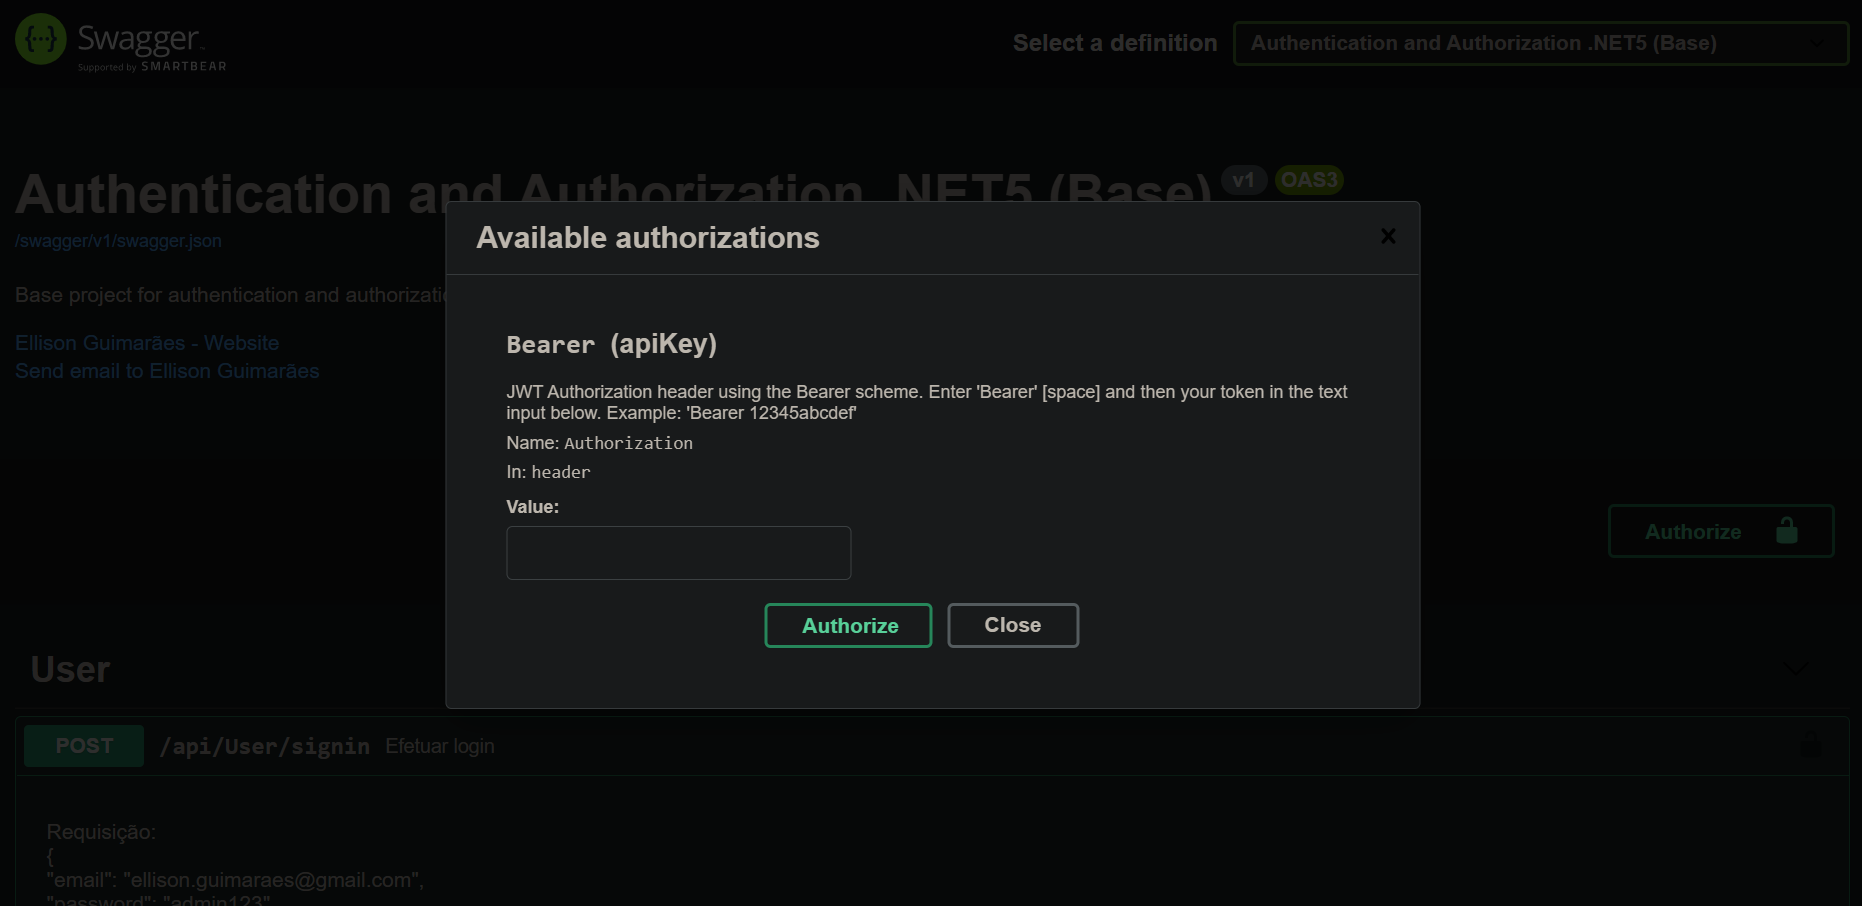 Swagger
Supported by SMARTBEAR
Select a definition
Authentication and Authorization .NET5 (Base)
Authentication and Authorization .NET5 (Base) v1 OAS3
/swagger/v1/swagger.json
Available authorizations
Base project for authentication and authorizatio
Ellison Guimarães - Website
Send email to Ellison Guimarães
Bearer (apiKey)
JWT Authorization header using the Bearer scheme. Enter 'Bearer' [space] and then your token in the text
input below. Example: 'Bearer 12345abcdef'
Name: Authorization
In: header
Value:
Authorize
Close
Authorize
User
POST /api/User/signin Efetuar login
Requisição:
{
"email": "ellison.guimaraes@gmail.com",
"password": "admin123"